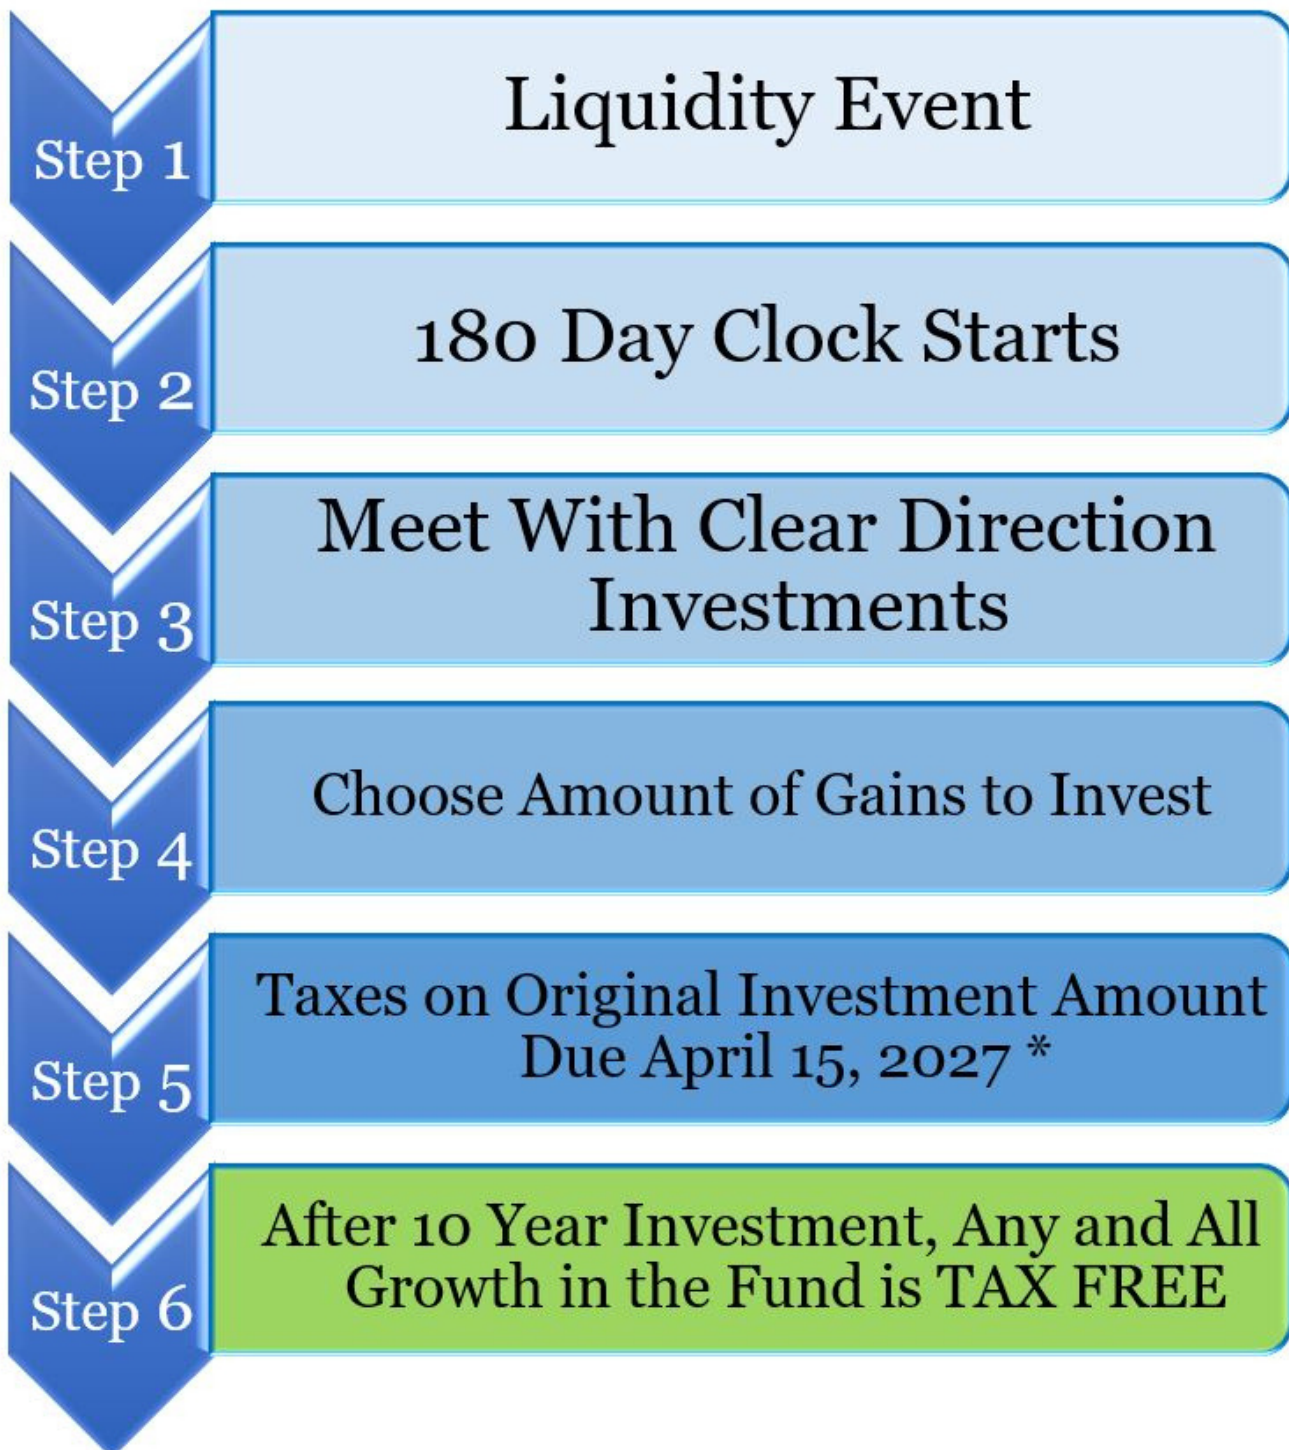 Step 1
Liquidity Event
Step 2
180 Day Clock Starts
Step 3
Meet With Clear Direction
Investments
Step 4
Choose Amount of Gains to Invest
Step 5
Taxes on Original Investment Amount
Due April 15, 2027 *
Step 6
After 10 Year Investment, Any and All
Growth in the Fund is TAX FREE